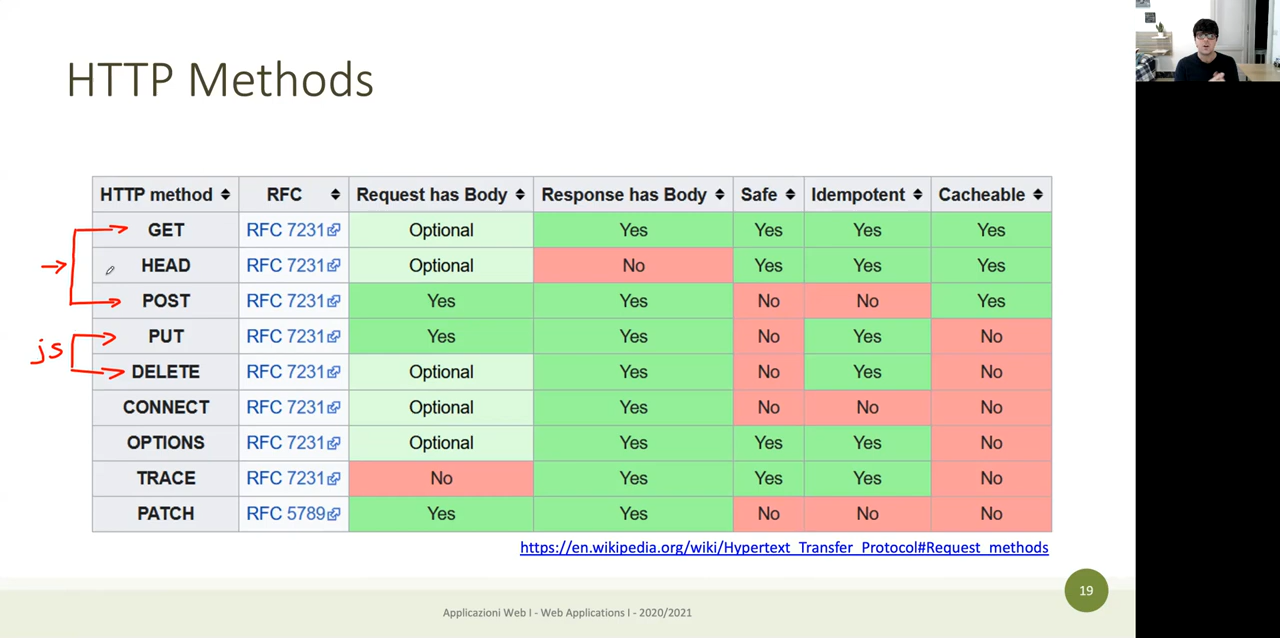 HTTP Methods
HTTP method RFC Request has Body Response has Body Safe Idempotent Cacheable
GET RFC 7231 Optional Yes Yes Yes Yes
HEAD RFC 7231 Optional No Yes Yes Yes
POST RFC 7231 Yes Yes No No Yes
PUT RFC 7231 Yes Yes No Yes No
js
DELETE RFC 7231 Optional Yes No Yes No
CONNECT RFC 7231 Optional Yes No No No
OPTIONS RFC 7231 Optional Yes Yes Yes No
TRACE RFC 7231 No Yes Yes Yes No
PATCH RFC 5789 Yes Yes No No No
https://en.wikipedia.org/wiki/Hypertext_Transfer_Protocol#Request_methods
19
Applicazioni Web I - Web Applications I - 2020/2021